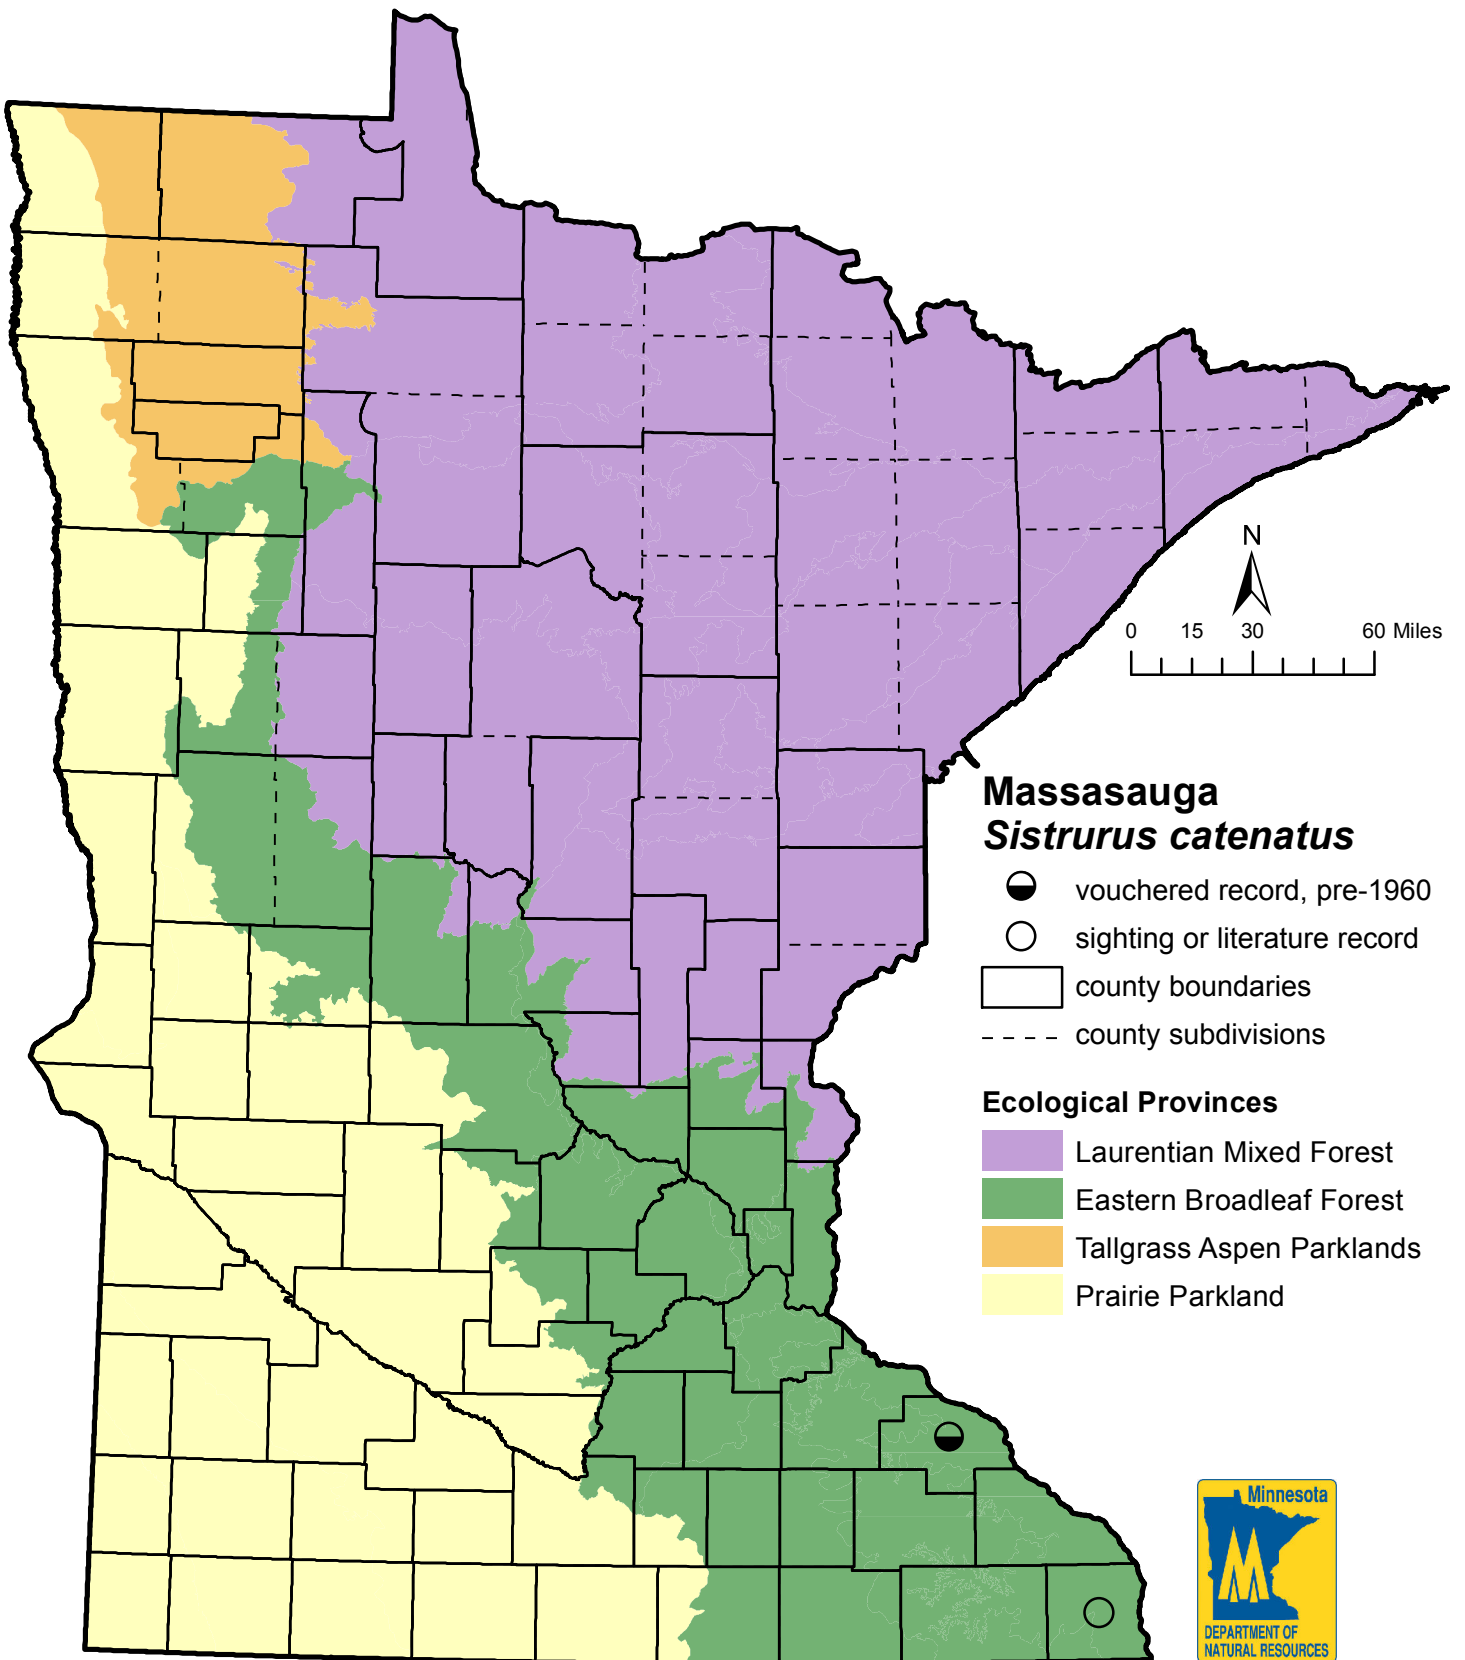 N
0 15 30 60 Miles
Massasauga
Sistrurus catenatus
vouchered record, pre-1960
sighting or literature record
county boundaries
county subdivisions
Ecological Provinces
Laurentian Mixed Forest
Eastern Broadleaf Forest
Tallgrass Aspen Parklands
Prairie Parkland
Minnesota
DEPARTMENT OF
NATURAL RESOURCES